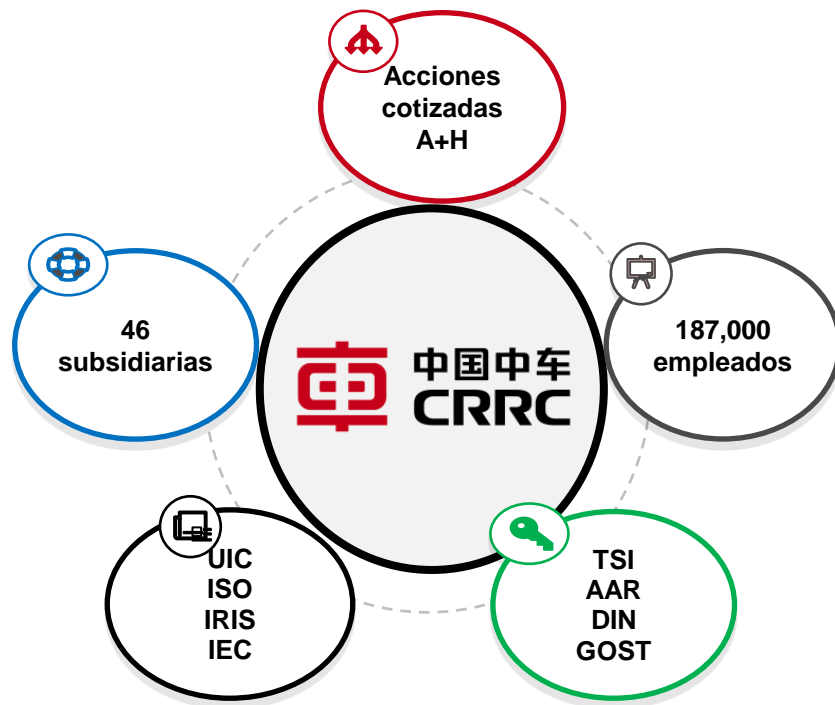 Acciones
cotizadas
A+H
46
subsidiarias
187,000
empleados
中国中车
CRRC
UIC
ISO
IRIS
IEC
TSI
AAR
DIN
GOST